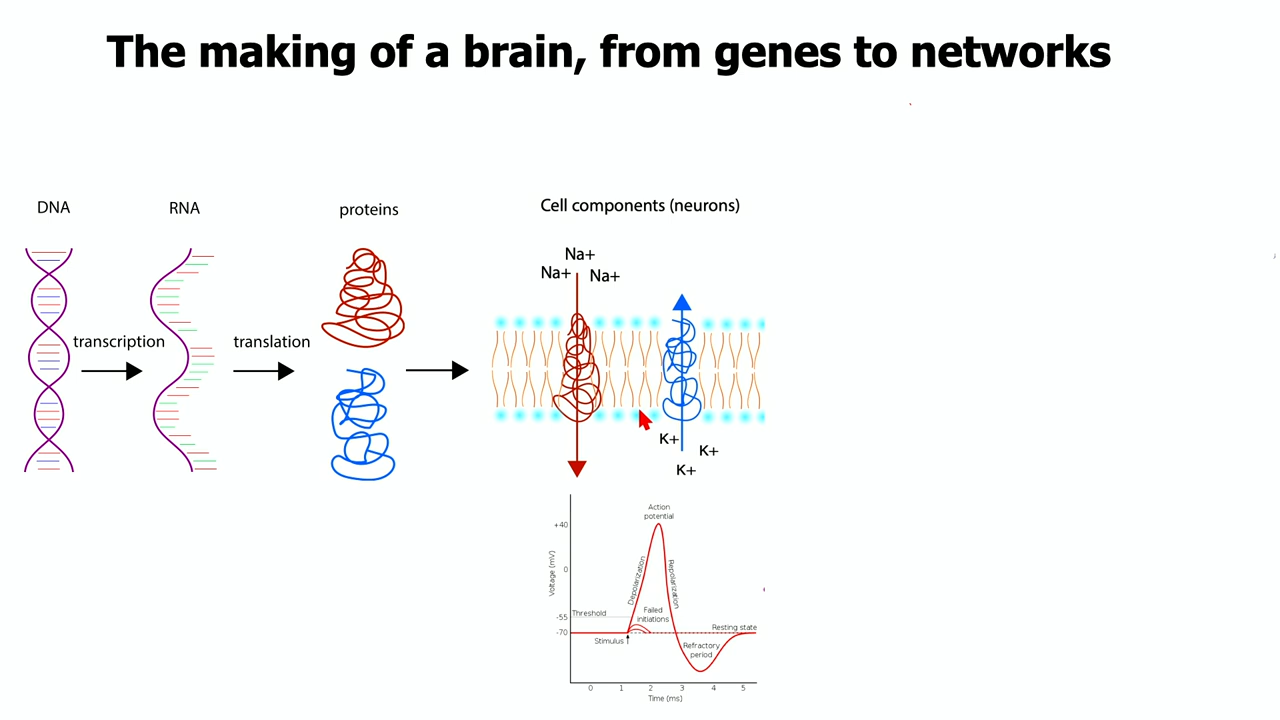 The making of a brain, from genes to networks
DNA
RNA
proteins
Cell components (neurons)
transcription
translation
Na+
Na+
Na+
K+
K+
K+
Action
potential
+40
0
-55
-70
Voltage (mV)
Depolarization
Repolarization
Threshold
Failed
initiations
Stimulus
Resting state
Refractory
period
0 1 2 3 4 5
Time (ms)